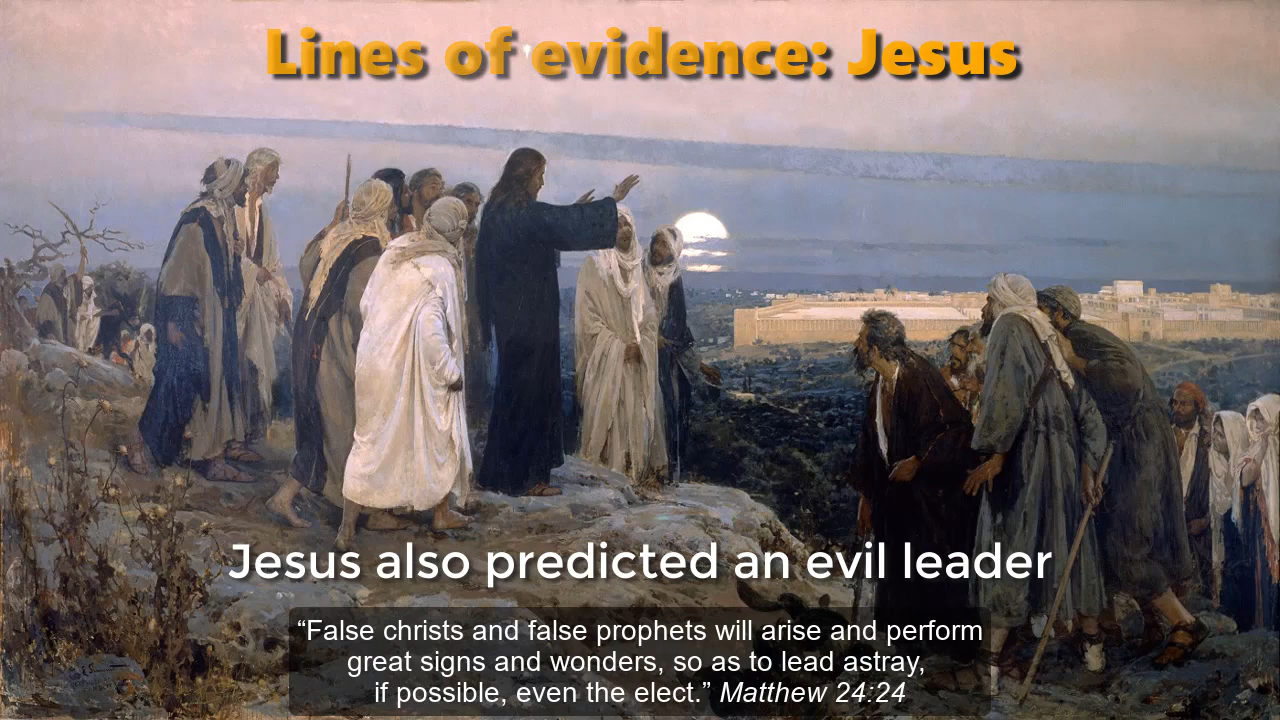 Lines of evidence: Jesus
Jesus also predicted an evil leader
“False christs and false prophets will arise and perform
great signs and wonders, so as to lead astray,
if possible, even the elect.” Matthew 24:24